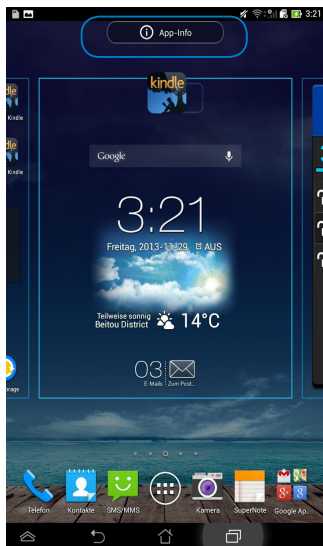 3:21
App-Info
kindle
Kindle
Kindle
Google
3:21
Freitag, 2013-11-29 AUS
Teilweise sonnig
Beitou District
14°C
03
E-Mails
Zum Post..
orage
Telefon
Kontakte
SMS/MMS
Kamera
SuperNote
Google Ap..